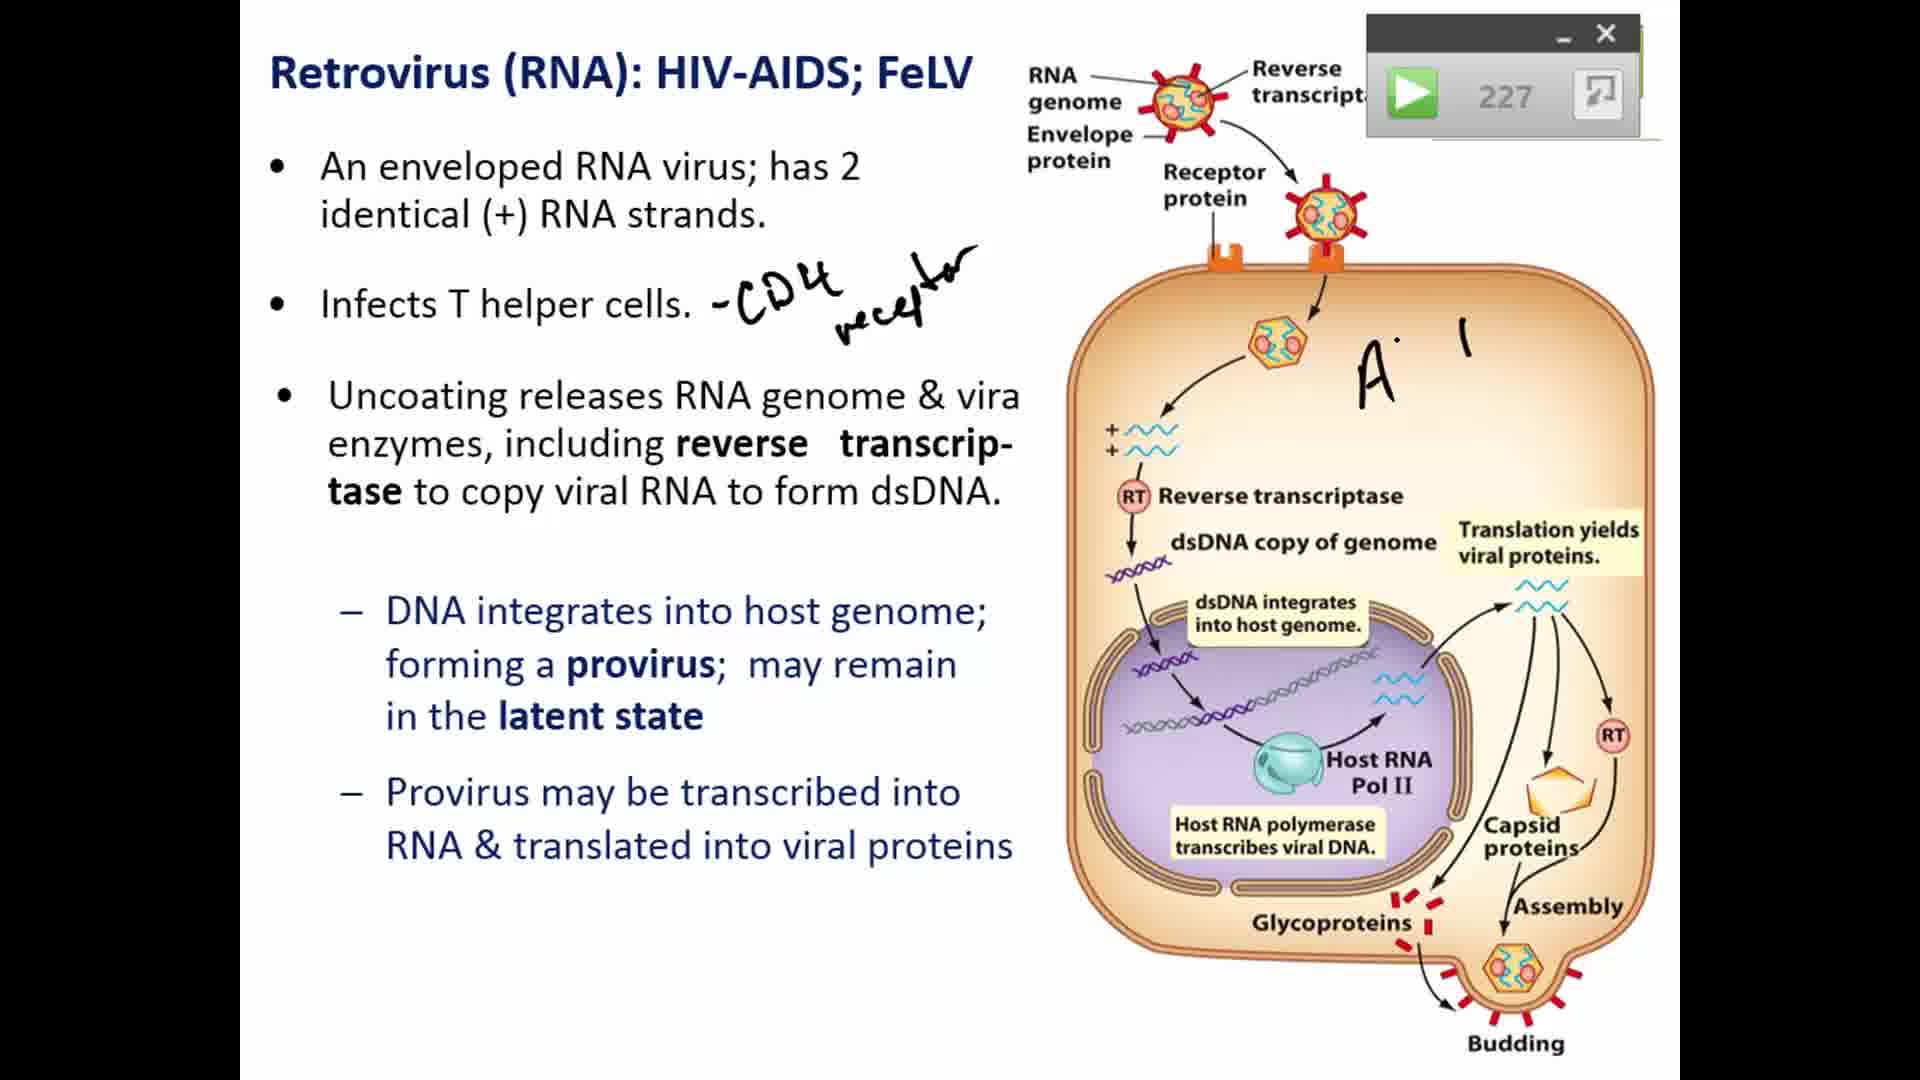 Retrovirus (RNA): HIV-AIDS; FeLV
• An enveloped RNA virus; has 2
identical (+) RNA strands.
• Infects T helper cells. -CD4
receptor
• Uncoating releases RNA genome & vira
enzymes, including reverse transcrip-
tase to copy viral RNA to form dsDNA.
– DNA integrates into host genome;
forming a provirus; may remain
in the latent state
– Provirus may be transcribed into
RNA & translated into viral proteins
227
RNA
genome
Reverse
transcript
Envelope
protein
Receptor
protein
A
+
+
RT Reverse transcriptase
dsDNA copy of genome
Translation yields
viral proteins.
dsDNA integrates
into host genome.
Host RNA
Pol II
Host RNA polymerase
transcribes viral DNA.
RT
Capsid
proteins
Glycoproteins
Assembly
Budding